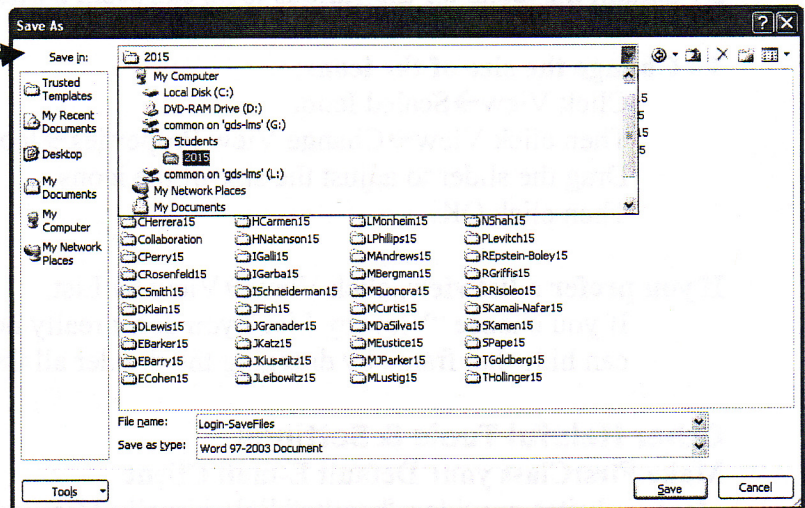 Save As
Save in:
2015
My Computer
Local Disk (C:)
DVD-RAM Drive (D:)
common on 'gds-lms' (G:)
Students
2015
common on 'gds-lms' (L:)
My Network Places
My Documents
5
5
15
5
Trusted
Templates
My Recent
Documents
Desktop
My
Documents
My
Computer
My Network
Places
CHerrera15 HCarmen15 LMonheim15 NShah15
Collaboration HNatanson15 LPhillips15 PLevitch15
CPerry15 IGalli15 MAndrews15 REpstein-Boley15
CRosenfeld15 IGarba15 MBergman15 RGriffis15
CSmith15 ISchneiderman15 MBuonora15 RRisoleo15
DKlain15 JFish15 MCurtis15 SKamali-Nafar15
DLewis15 JGranader15 MDaSilva15 SKamen15
EBarker15 JKatz15 MEustice15 SPape15
EBarry15 JKlusaritz15 MJParker15 TGoldberg15
ECohen15 JLeibowitz15 MLustig15 THollinger15
File name: Login-SaveFiles
Save as type: Word 97-2003 Document
Tools
Save
Cancel